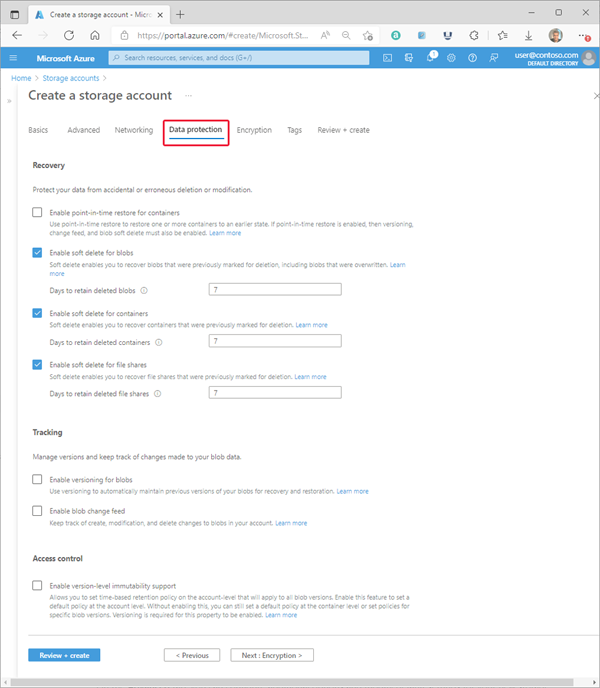 Create a storage account - Micro
https://portal.azure.com/#create/Microsoft.St...
Microsoft Azure
Search resources, services, and docs (G+/)
1
user@contoso.com
DEFAULT DIRECTORY
Home > Storage accounts >
Create a storage account ...
Basics Advanced Networking Data protection Encryption Tags Review + create
Recovery
Protect your data from accidental or erroneous deletion or modification.
Enable point-in-time restore for containers
Use point-in-time restore to restore one or more containers to an earlier state. If point-in-time restore is enabled, then versioning,
change feed, and blob soft delete must also be enabled. Learn more
Enable soft delete for blobs
Soft delete enables you to recover blobs that were previously marked for deletion, including blobs that were overwritten. Learn
more
Days to retain deleted blobs 7
Enable soft delete for containers
Soft delete enables you to recover containers that were previously marked for deletion. Learn more
Days to retain deleted containers 7
Enable soft delete for file shares
Soft delete enables you to recover file shares that were previously marked for deletion. Learn more
Days to retain deleted file shares 7
Tracking
Manage versions and keep track of changes made to your blob data.
Enable versioning for blobs
Use versioning to automatically maintain previous versions of your blobs for recovery and restoration. Learn more
Enable blob change feed
Keep track of create, modification, and delete changes to blobs in your account. Learn more
Access control
Enable version-level immutability support
Allows you to set time-based retention policy on the account-level that will apply to all blob versions. Enable this feature to set a
default policy at the account level. Without enabling this, you can still set a default policy at the container level or set policies for
specific blob versions. Versioning is required for this property to be enabled. Learn more
Review + create < Previous Next : Encryption >